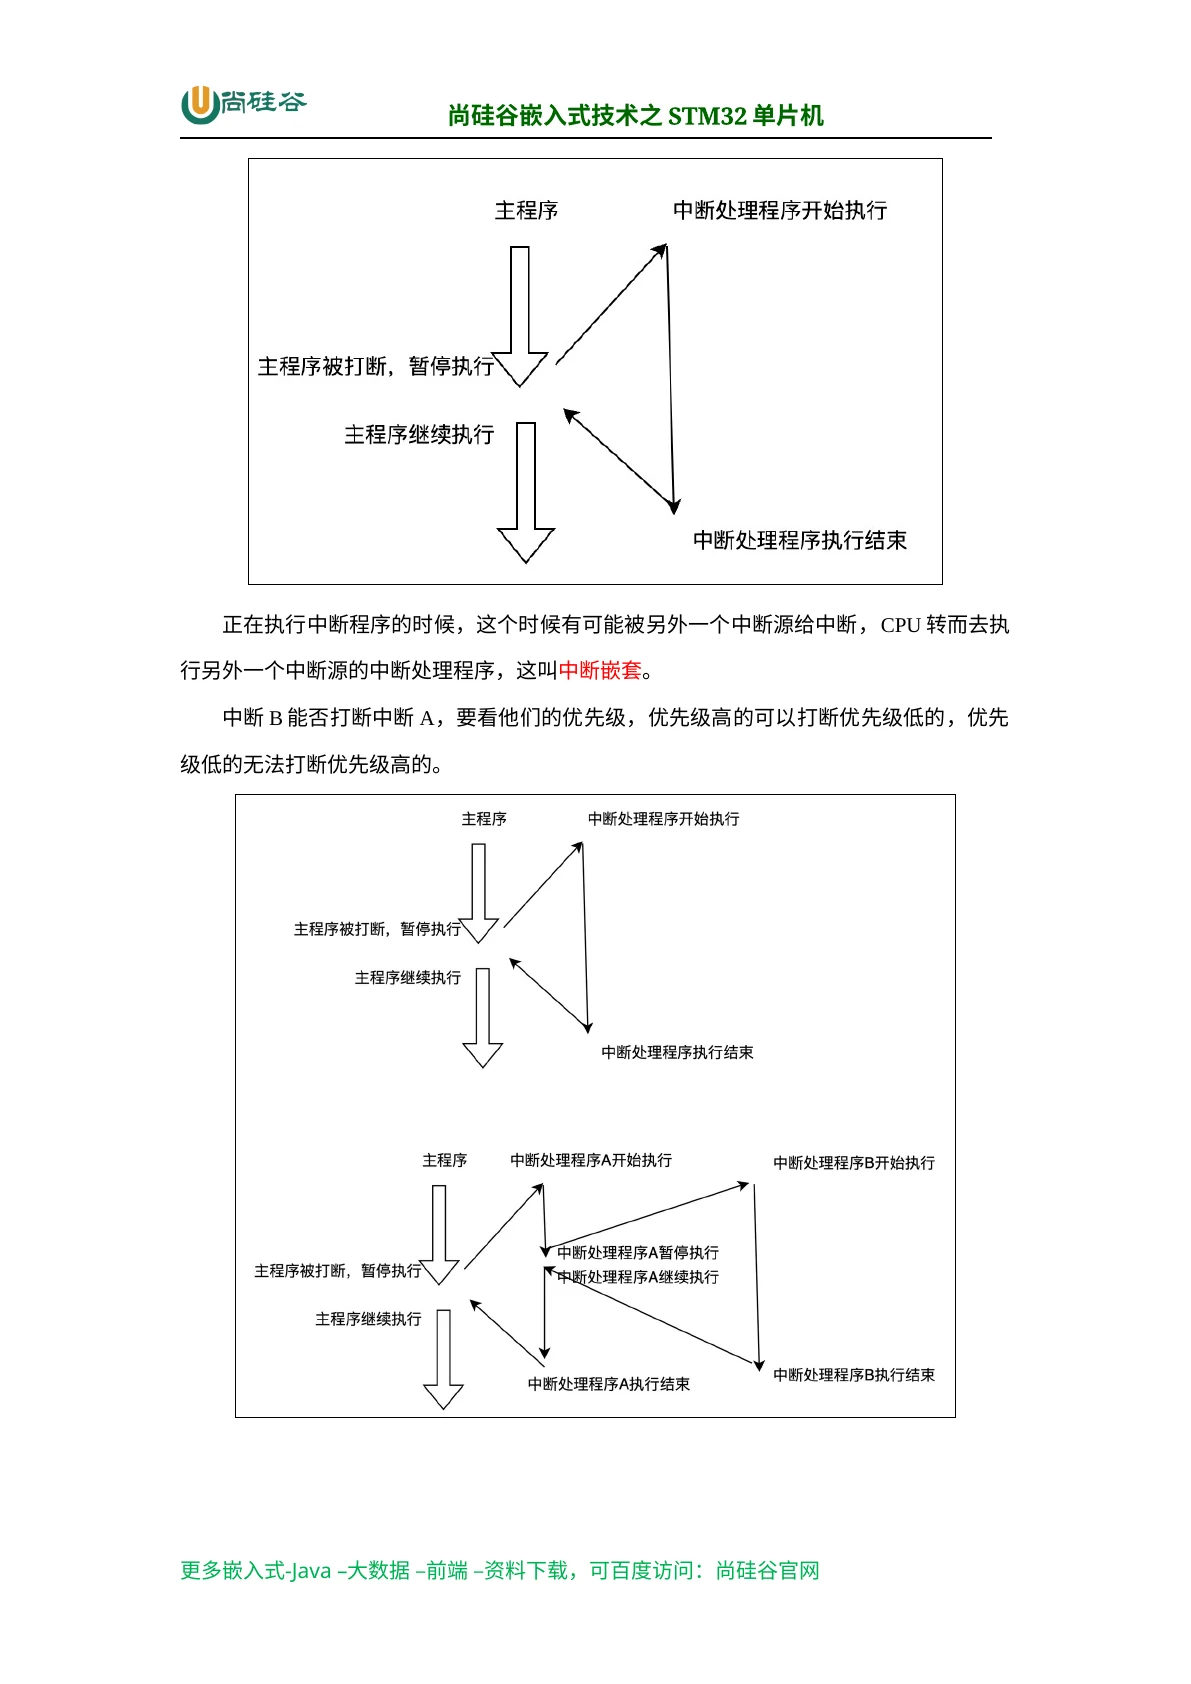 尚硅谷
尚硅谷嵌入式技术之 STM32 单片机
主程序
中断处理程序开始执行
主程序被打断，暂停执行
主程序继续执行
中断处理程序执行结束
正在执行中断程序的时候，这个时候有可能被另外一个中断源给中断，CPU 转而去执
行另外一个中断源的中断处理程序，这叫中断嵌套。
中断 B 能否打断中断 A，要看他们的优先级，优先级高的可以打断优先级低的，优先
级低的无法打断优先级高的。
主程序
中断处理程序开始执行
主程序被打断，暂停执行
主程序继续执行
中断处理程序执行结束
主程序
中断处理程序A开始执行
中断处理程序B开始执行
中断处理程序A暂停执行
主程序被打断，暂停执行
中断处理程序A继续执行
主程序继续执行
中断处理程序B执行结束
中断处理程序A执行结束
更多嵌入式-Java –大数据 –前端 –资料下载，可百度访问：尚硅谷官网